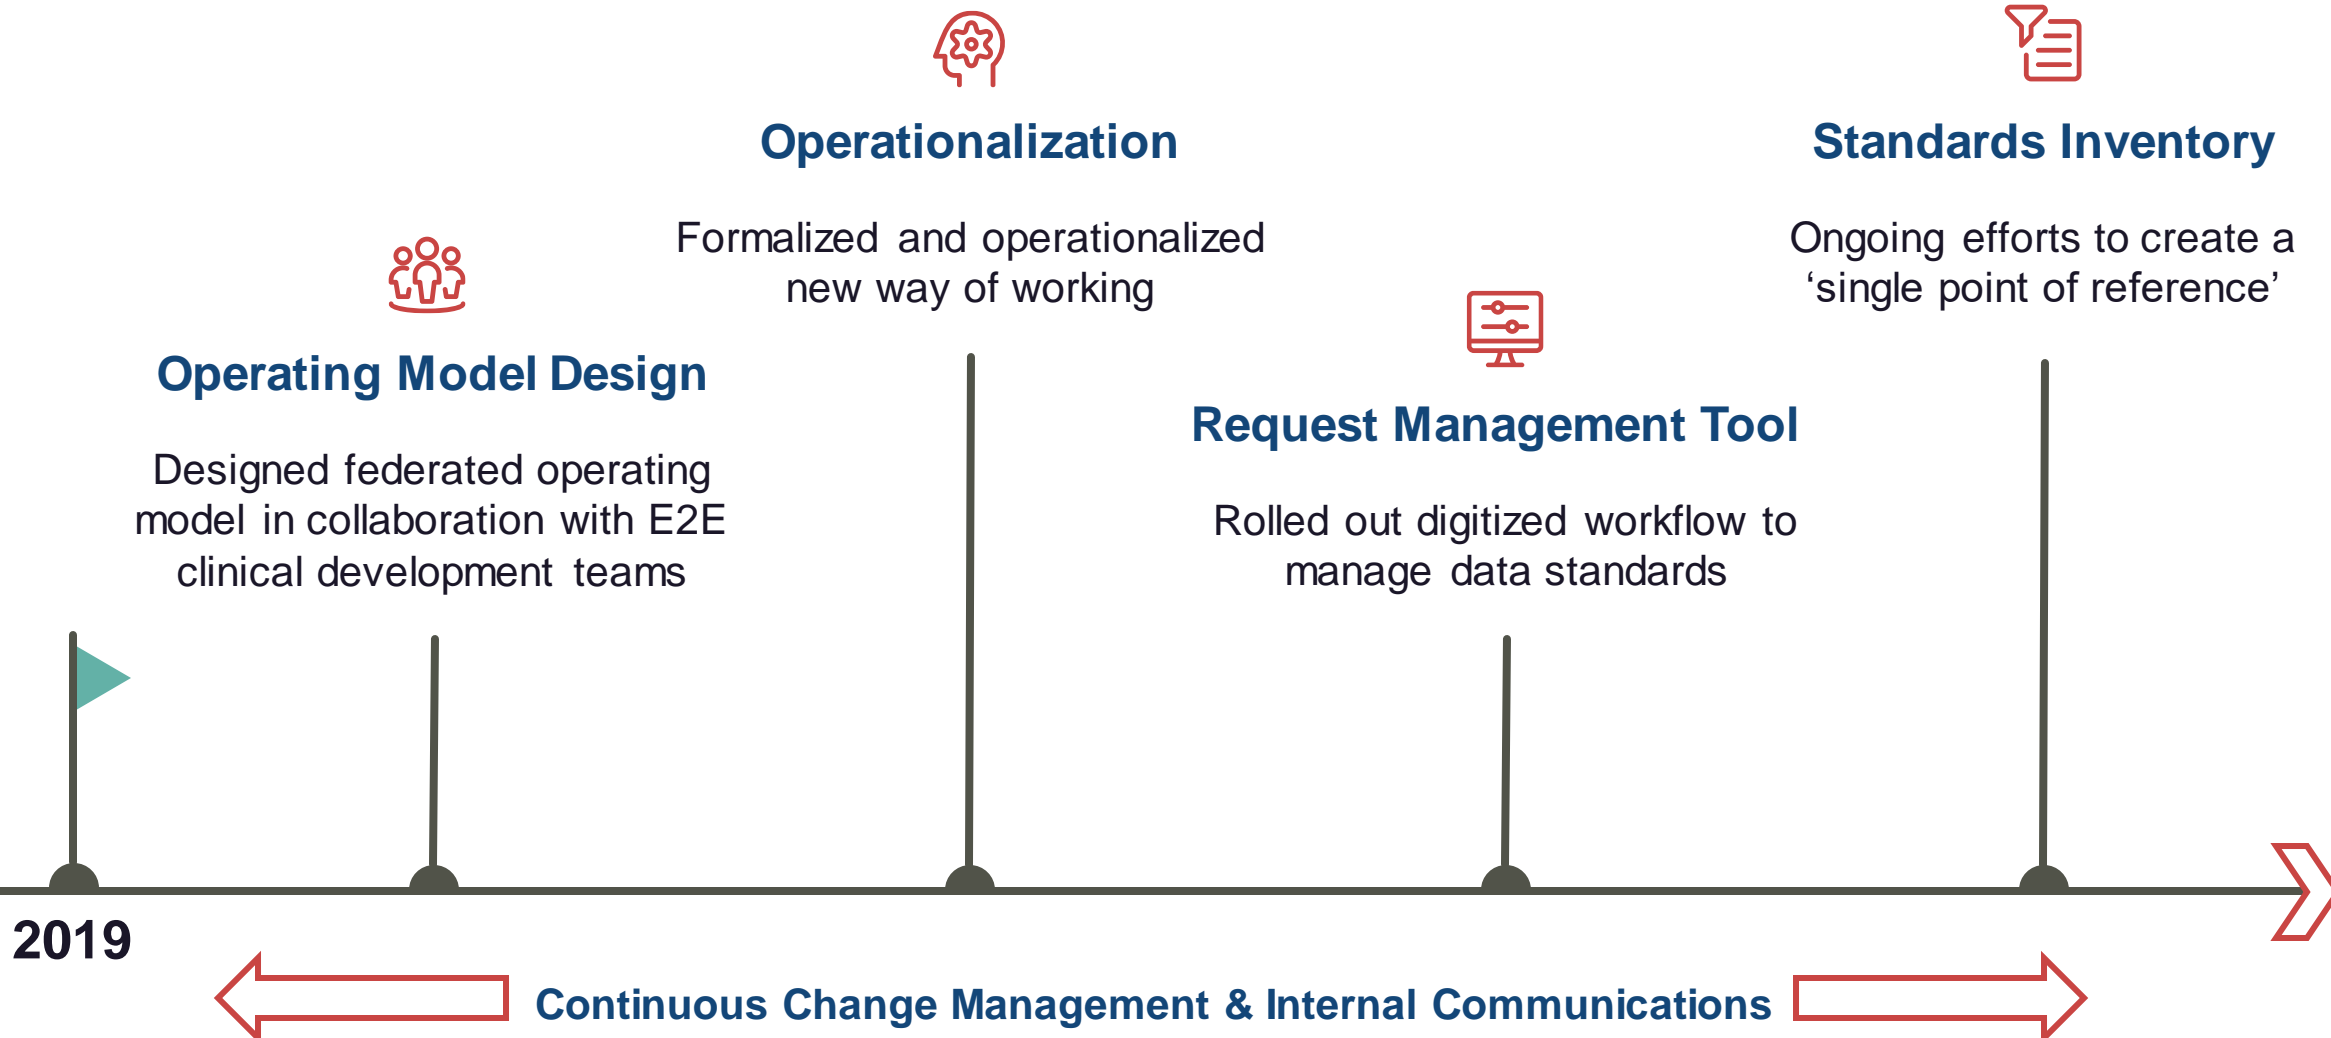 Operating Model Design
Designed federated operating
model in collaboration with E2E
clinical development teams
Operationalization
Formalized and operationalized
new way of working
Request Management Tool
Rolled out digitized workflow to
manage data standards
Standards Inventory
Ongoing efforts to create a
‘single point of reference’
2019
Continuous Change Management & Internal Communications